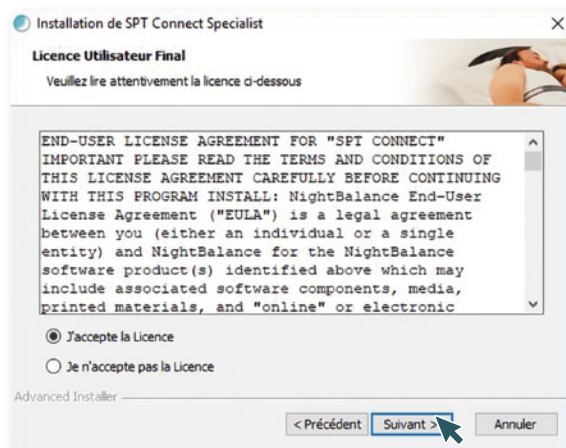 Installation de SPT Connect Specialist
Licence Utilisateur Final
Veuillez lire attentivement la licence ci-dessous
END-USER LICENSE AGREEMENT FOR "SPT CONNECT"
IMPORTANT PLEASE READ THE TERMS AND CONDITIONS OF
THIS LICENSE AGREEMENT CAREFULLY BEFORE CONTINUING
WITH THIS PROGRAM INSTALL: NightBalance End-User
License Agreement ("EULA") is a legal agreement
between you (either an individual or a single
entity) and NightBalance for the NightBalance
software product(s) identified above which may
include associated software components, media,
printed materials, and "online" or electronic
J'accepte la Licence
Je n'accepte pas la Licence
Advanced Installer
< Précédent Suivant > Annuler